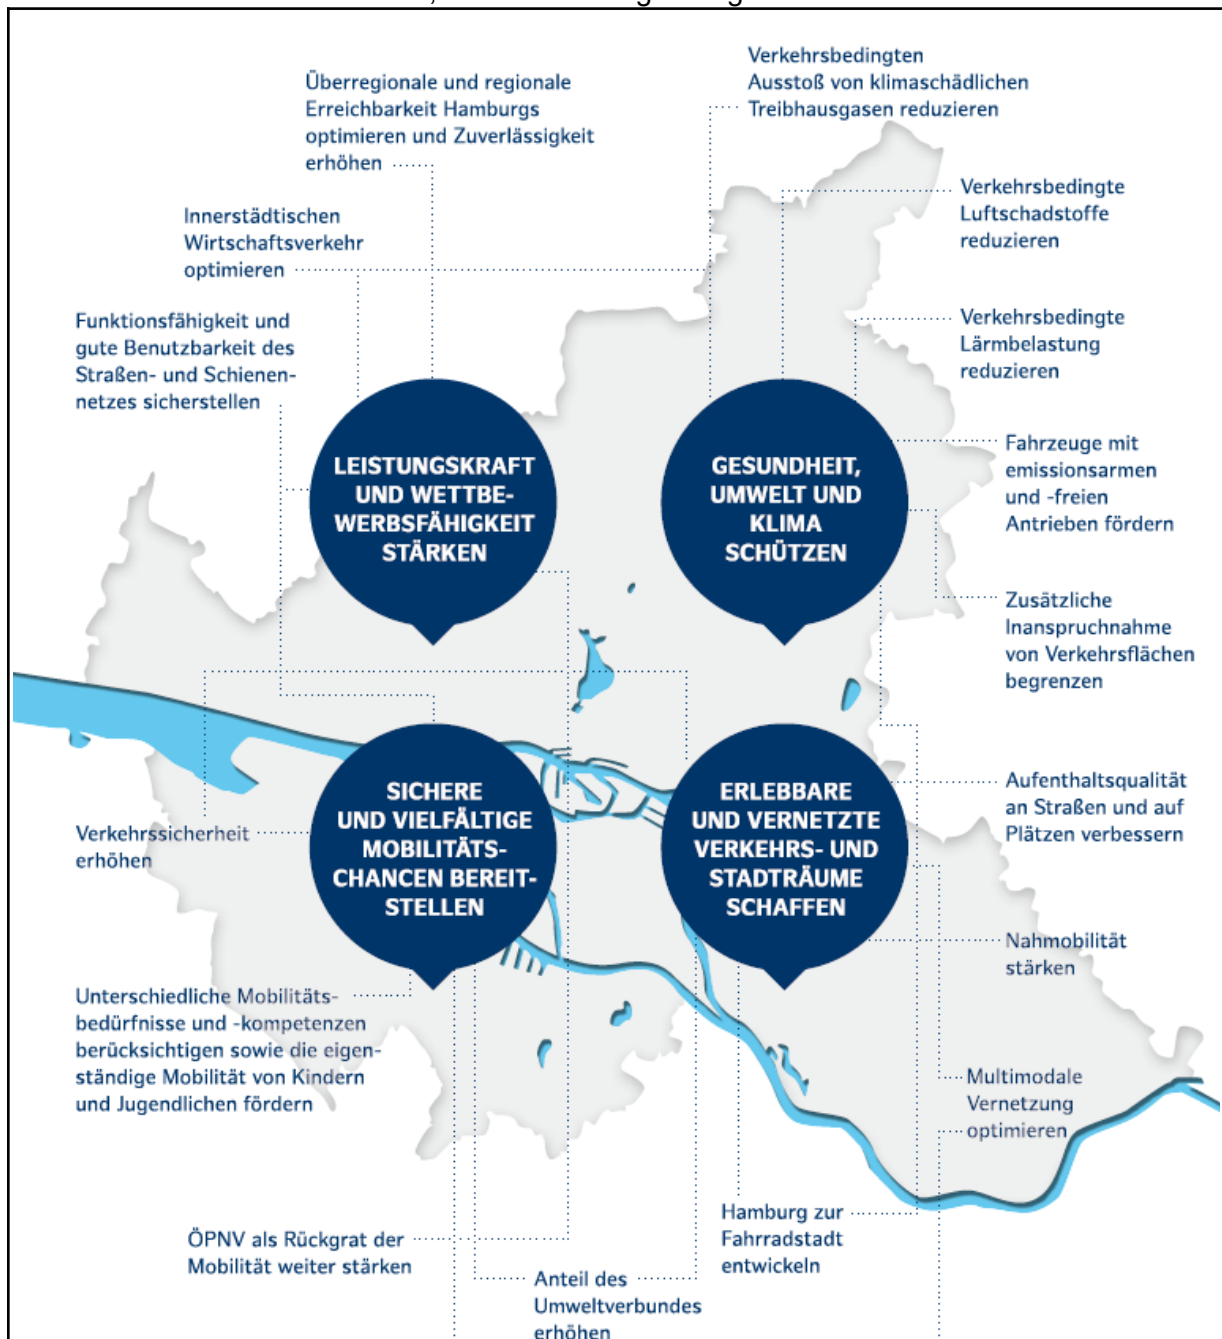 Überregionale und regionale
Erreichbarkeit Hamburgs
optimieren und Zuverlässigkeit
erhöhen
Verkehrsbedingten
Ausstoß von klimaschädlichen
Treibhausgasen reduzieren
Innerstädtischen
Wirtschaftsverkehr
optimieren
Verkehrsbedingte
Luftschadstoffe
reduzieren
Funktionsfähigkeit und
gute Benutzbarkeit des
Straßen- und Schienen-
netzes sicherstellen
Verkehrsbedingte
Lärmbelastung
reduzieren
LEISTUNGSKRAFT
UND WETTBE-
WERBSFÄHIGKEIT
STÄRKEN
GESUNDHEIT,
UMWELT UND
KLIMA
SCHÜTZEN
Fahrzeuge mit
emissionsarmen
und -freien
Antrieben fördern
Zusätzliche
Inanspruchnahme
von Verkehrsflächen
begrenzen
SICHERE
UND VIELFÄLTIGE
MOBILITÄTS-
CHANCEN BEREIT-
STELLEN
ERLEBBARE
UND VERNETZTE
VERKEHRS- UND
STADTRÄUME
SCHAFFEN
Aufenthaltsqualität
an Straßen und auf
Plätzen verbessern
Verkehrssicherheit
erhöhen
Nahmobilität
stärken
Unterschiedliche Mobilitäts-
bedürfnisse und -kompetenzen
berücksichtigen sowie die eigen-
ständige Mobilität von Kindern
und Jugendlichen fördern
Multimodale
Vernetzung
optimieren
ÖPNV als Rückgrat der
Mobilität weiter stärken
Hamburg zur
Fahrradstadt
entwickeln
Anteil des
Umweltverbundes
erhöhen